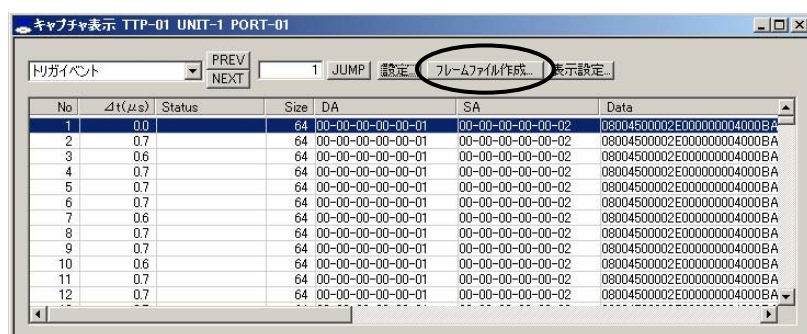 キャプチャ表示 TTP-01 UNIT-1 PORT-01
トリガイベント PREV NEXT 1 JUMP 設定... フレームファイル作成... 表示設定...
No ⊿t(μs) Status Size DA SA Data
1 0.0 64 00-00-00-00-00-01 00-00-00-00-00-02 08004500002E000000004000BA
2 0.7 64 00-00-00-00-00-01 00-00-00-00-00-02 08004500002E000000004000BA
3 0.6 64 00-00-00-00-00-01 00-00-00-00-00-02 08004500002E000000004000BA
4 0.7 64 00-00-00-00-00-01 00-00-00-00-00-02 08004500002E000000004000BA
5 0.7 64 00-00-00-00-00-01 00-00-00-00-00-02 08004500002E000000004000BA
6 0.7 64 00-00-00-00-00-01 00-00-00-00-00-02 08004500002E000000004000BA
7 0.6 64 00-00-00-00-00-01 00-00-00-00-00-02 08004500002E000000004000BA
8 0.7 64 00-00-00-00-00-01 00-00-00-00-00-02 08004500002E000000004000BA
9 0.7 64 00-00-00-00-00-01 00-00-00-00-00-02 08004500002E000000004000BA
10 0.6 64 00-00-00-00-00-01 00-00-00-00-00-02 08004500002E000000004000BA
11 0.7 64 00-00-00-00-00-01 00-00-00-00-00-02 08004500002E000000004000BA
12 0.7 64 00-00-00-00-00-01 00-00-00-00-00-02 08004500002E000000004000BA